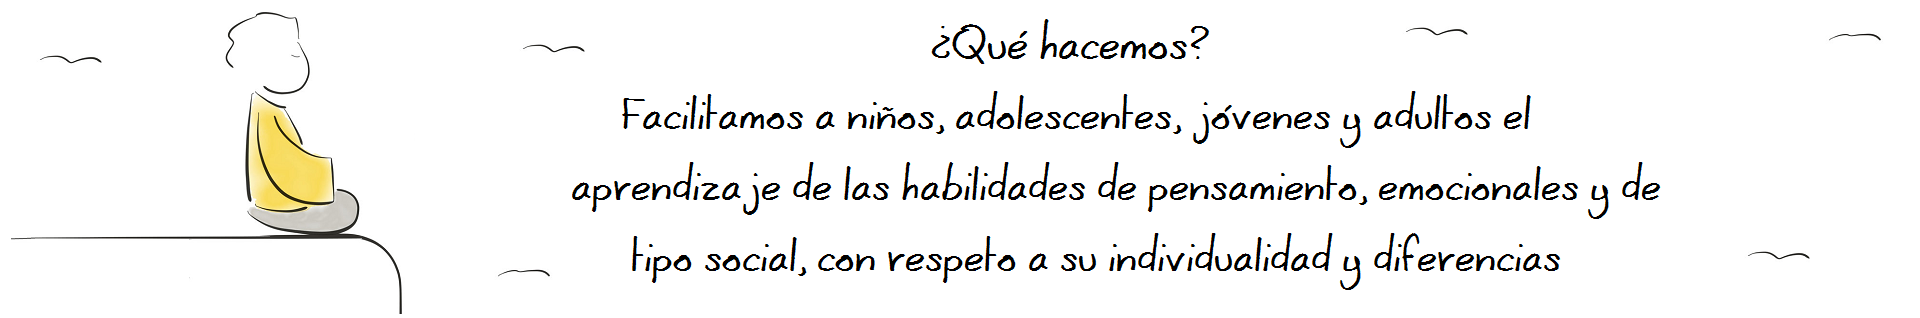 ¿Qué hacemos?
Facilitamos a niños, adolescentes, jóvenes y adultos el
aprendizaje de las habilidades de pensamiento, emocionales y de
tipo social, con respeto a su individualidad y diferencias